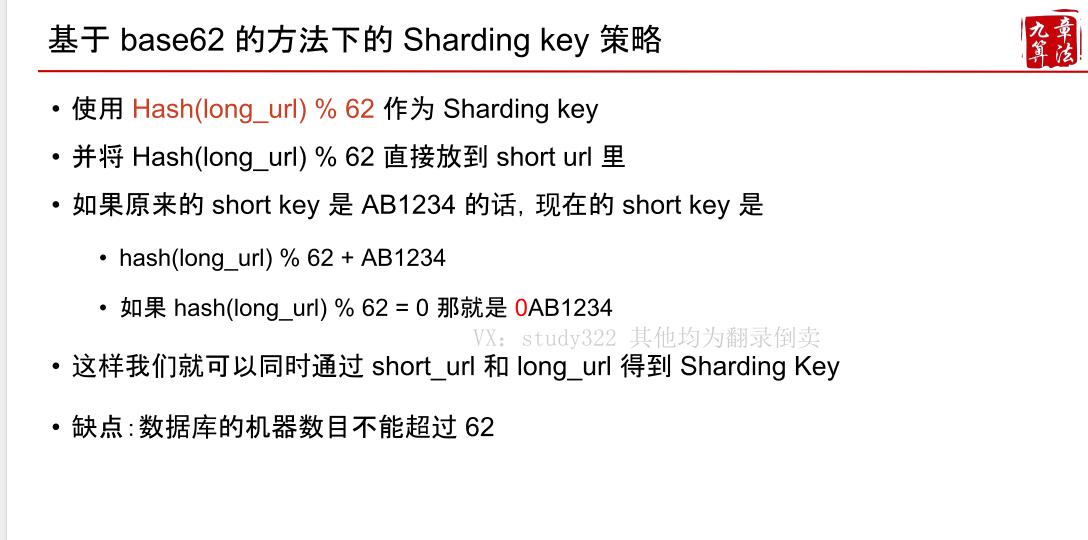 基于 base62 的方法下的 Sharding key 策略
九章算法
• 使用 Hash(long_url) % 62 作为 Sharding key
• 并将 Hash(long_url) % 62 直接放到 short url 里
• 如果原来的 short key 是 AB1234 的话，现在的 short key 是
• hash(long_url) % 62 + AB1234
• 如果 hash(long_url) % 62 = 0 那就是 0AB1234
VX: study322 其他均为翻录倒卖
• 这样我们就可以同时通过 short_url 和 long_url 得到 Sharding Key
• 缺点：数据库的机器数目不能超过 62